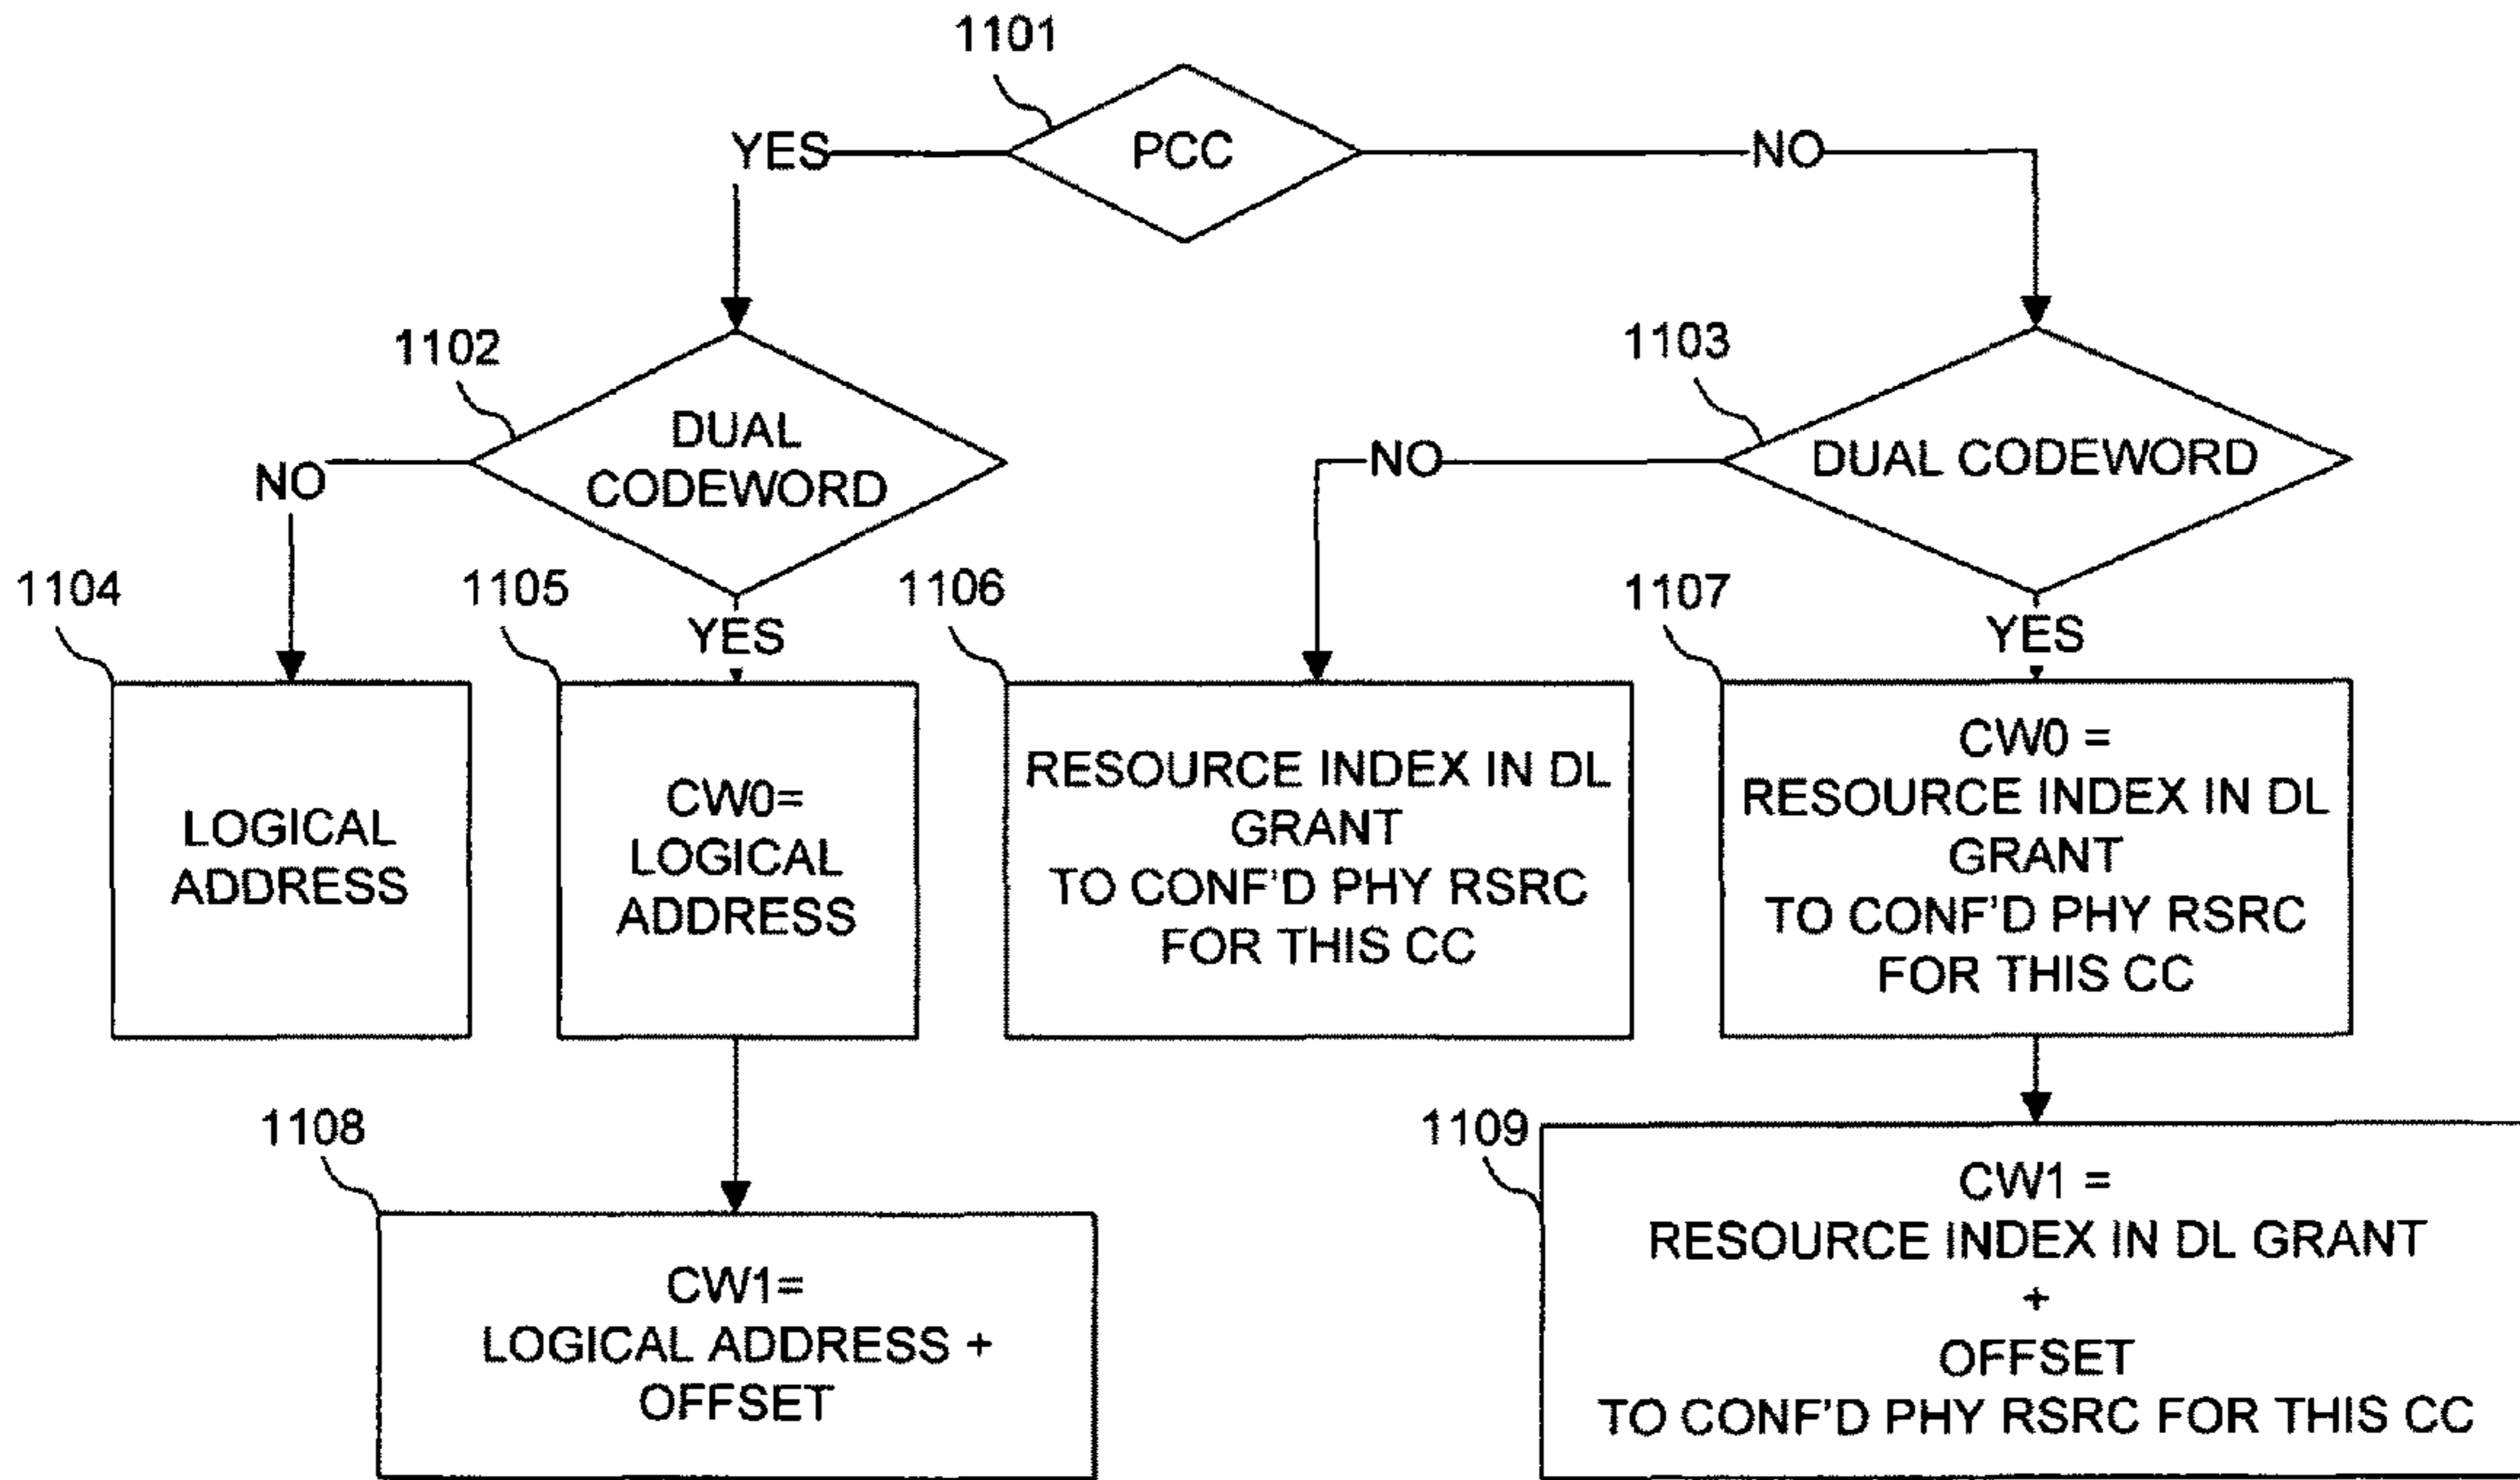 1101
PCC
YES
NO
1102
DUAL
CODEWORD
NO
YES
1103
DUAL CODEWORD
NO
YES
1104
LOGICAL
ADDRESS
1105
CW0=
LOGICAL
ADDRESS
1106
RESOURCE INDEX IN DL
GRANT
TO CONF'D PHY RSRC
FOR THIS CC
1107
CW0 =
RESOURCE INDEX IN DL
GRANT
TO CONF'D PHY RSRC
FOR THIS CC
1108
CW1=
LOGICAL ADDRESS +
OFFSET
1109
CW1 =
RESOURCE INDEX IN DL GRANT
+
OFFSET
TO CONF'D PHY RSRC FOR THIS CC